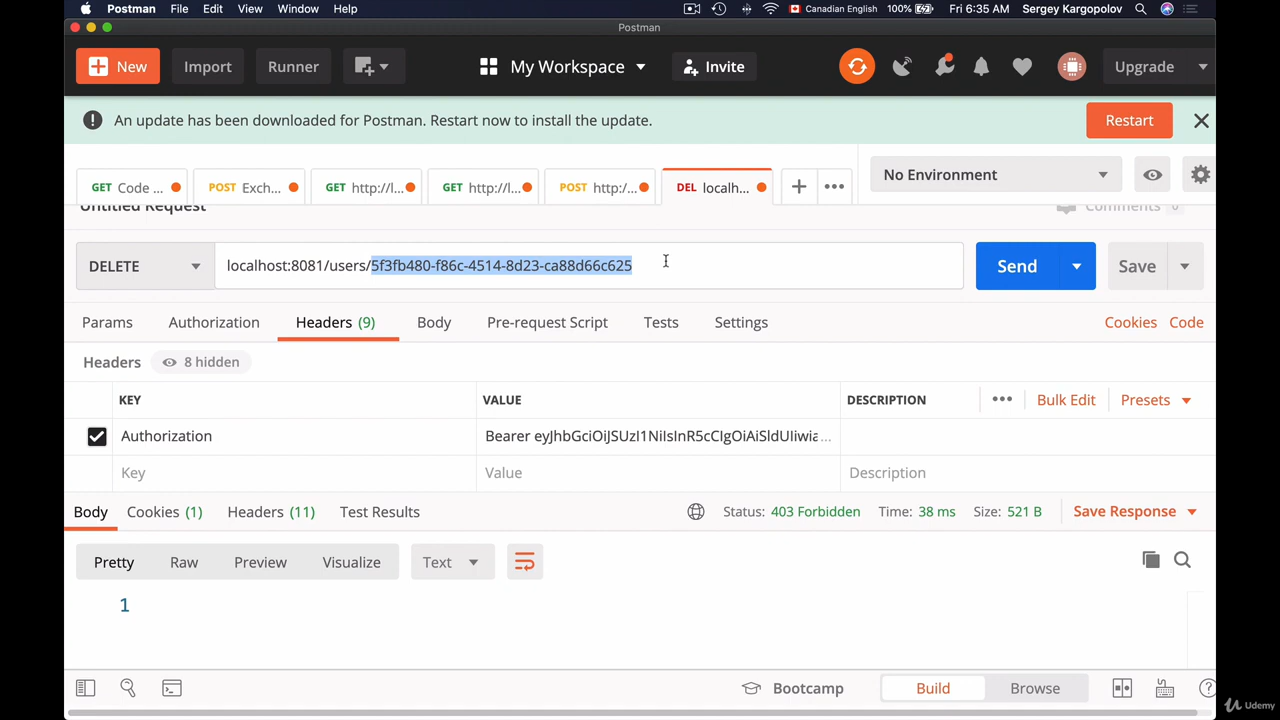 Postman File Edit View Window Help Canadian English 100% Fri 6:35 AM Sergey Kargopolov
Postman
New Import Runner My Workspace Invite Upgrade
An update has been downloaded for Postman. Restart now to install the update. Restart
GET Code ... POST Exch... GET http://l... GET http://l... POST http:/... DEL localh... No Environment
Untitled Request Comments 0
DELETE localhost:8081/users/5f3fb480-f86c-4514-8d23-ca88d66c625 Send Save
Params Authorization Headers (9) Body Pre-request Script Tests Settings Cookies Code
Headers 8 hidden
KEY VALUE DESCRIPTION Bulk Edit Presets
Authorization Bearer eyJhbGciOiJSUzI1NiIsInR5cCIgOiAiSldUIiwia...
Key Value Description
Body Cookies (1) Headers (11) Test Results Status: 403 Forbidden Time: 38 ms Size: 521 B Save Response
Pretty Raw Preview Visualize Text
1
Bootcamp Build Browse
Udemy